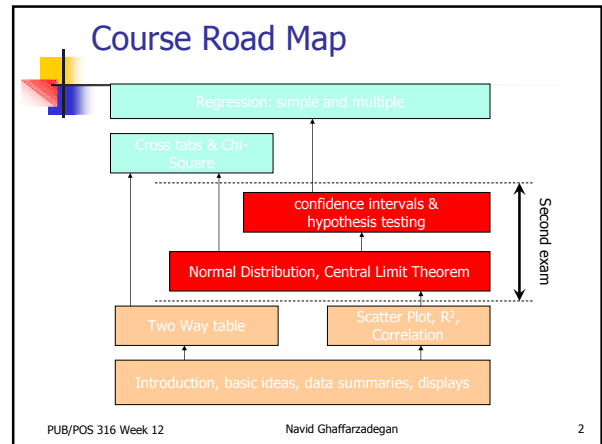 Course Road Map
Regression: simple and multiple
Cross tabs & Chi-
Square
confidence intervals &
hypothesis testing
Second exam
Normal Distribution, Central Limit Theorem
Two Way table
Scatter Plot, R²,
Correlation
Introduction, basic ideas, data summaries, displays
PUB/POS 316 Week 12
Navid Ghaffarzadegan
2